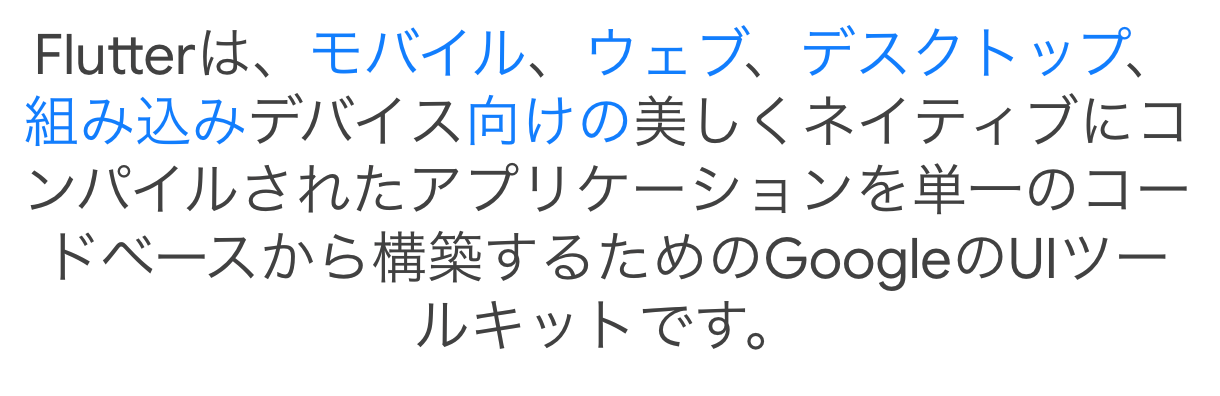 Flutterは、モバイル、ウェブ、デスクトップ、
組み込みデバイス向けの美しくネイティブにコ
ンパイルされたアプリケーションを単一のコー
ドベースから構築するためのGoogleのUIツー
ルキットです。